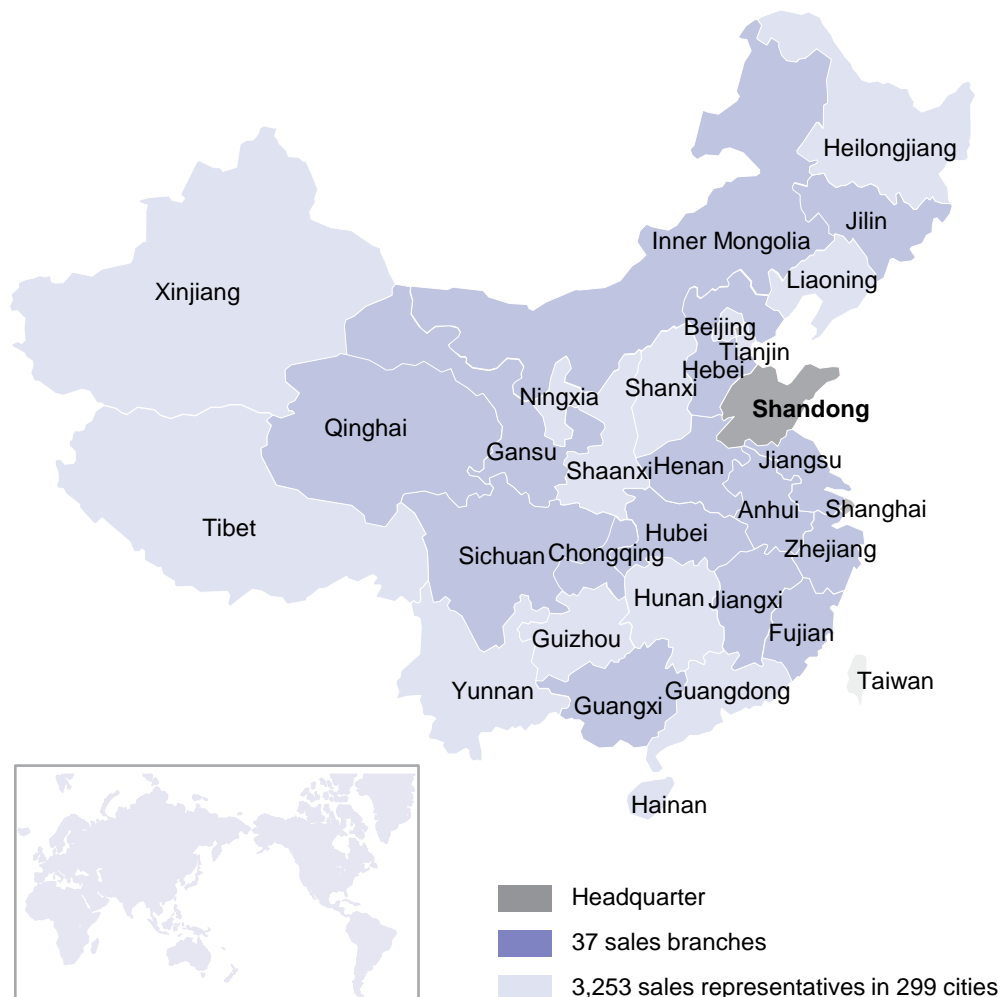 Heilongjiang
Jilin
Inner Mongolia
Liaoning
Xinjiang
Beijing
Tianjin
Hebei
Shanxi
Ningxia
Shandong
Qinghai
Gansu
Shaanxi
Henan
Jiangsu
Anhui
Shanghai
Tibet
Hubei
Sichuan
Chongqing
Zhejiang
Hunan
Jiangxi
Fujian
Guizhou
Taiwan
Yunnan
Guangdong
Guangxi
Hainan
Headquarter
37 sales branches
3,253 sales representatives in 299 cities